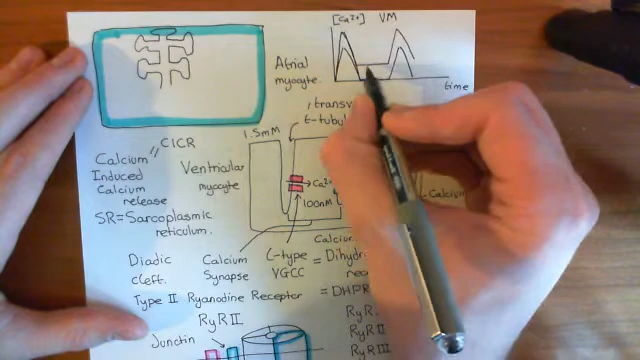 [Ca²⁺] VM
time
Atrial
myocyte
transv
t-tubul
1.5mM
"CICR
Calcium
Induced
Calcium
release
SR=Sarcoplasmic
reticulum.
Ventricular
myocyte
Ca²⁺
100nM
Calcium
Diadic
cleft.
Calcium
Synapse
L-type
VGCC
= Dihydr
rec
= DHPR
Type II Ryanodine Receptor
RyR II
Junctin
RyR I
RyR II
RyR III